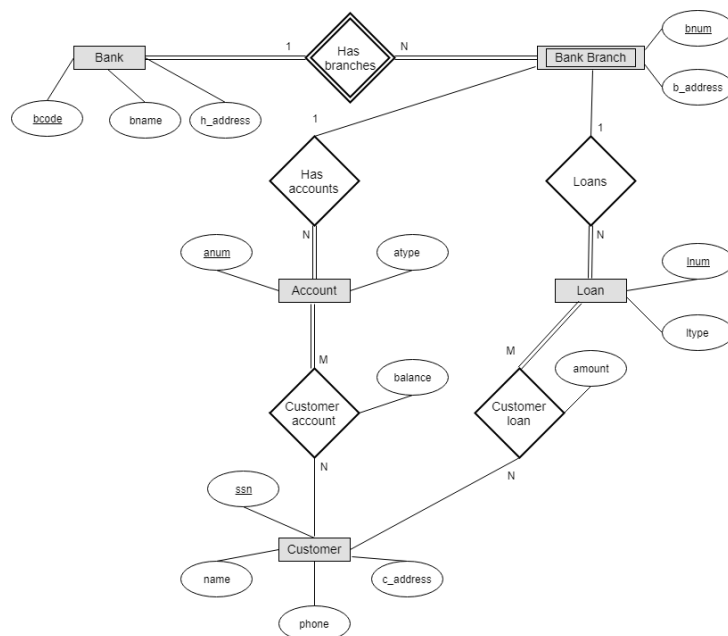 bnum
1
Has
branches
N
Bank
Bank Branch
b_address
bcode
bname
h_address
1
1
Has
accounts
Loans
N
N
anum
atype
lnum
Account
Loan
ltype
M
M
balance
amount
Customer
account
Customer
loan
N
N
ssn
Customer
name
c_address
phone